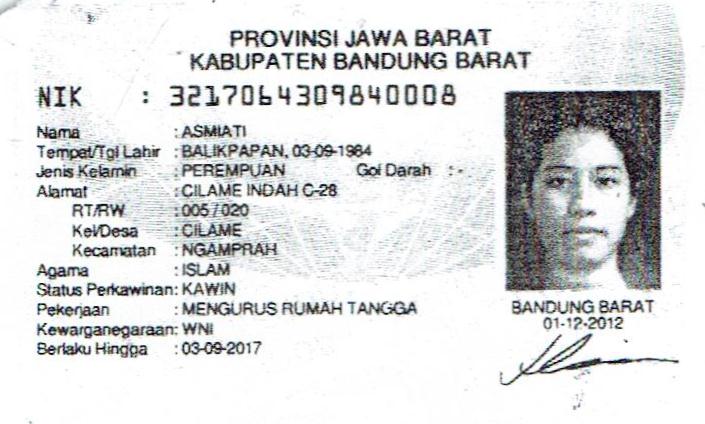 PROVINSI JAWA BARAT
KABUPATEN BANDUNG BARAT
NIK : 3217064309840008
Nama : ASMIATI
Tempat/Tgl Lahir : BALIKPAPAN, 03-09-1984
Jenis Kelamin : PEREMPUAN Gol Darah : -
Alamat : CILAME INDAH C-28
RT/RW : 005 / 020
Kel/Desa : CILAME
Kecamatan : NGAMPRAH
Agama : ISLAM
Status Perkawinan: KAWIN
Pekerjaan : MENGURUS RUMAH TANGGA
Kewarganegaraan: WNI
Berlaku Hingga : 03-09-2017
BANDUNG BARAT
01-12-2012